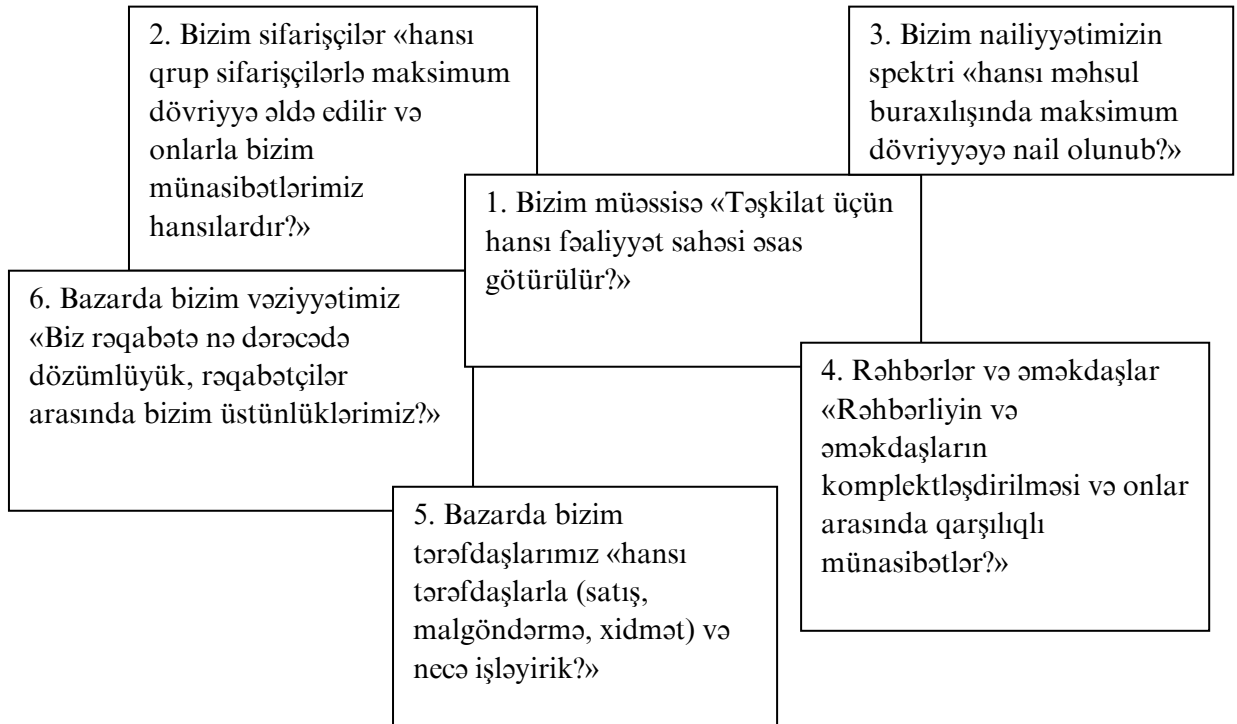 2. Bizim sifarişçilər «hansı
qrup sifarişçilərlə maksimum
dövriyyə əldə edilir və
onlarla bizim
münasibətlərimiz
hansılardır?»
3. Bizim nailiyyətimizin
spektri «hansı məhsul
buraxılışında maksimum
dövriyyəyə nail olunub?»
1. Bizim müəssisə «Təşkilat üçün
hansı fəaliyyət sahəsi əsas
götürülür?»
6. Bazarda bizim vəziyyətimiz
«Biz rəqabətə nə dərəcədə
dözümlüyük, rəqabətçilər
arasında bizim üstünlüklərimiz?»
4. Rəhbərlər və əməkdaşlar
«Rəhbərliyin və
əməkdaşların
komplektləşdirilməsi və onlar
arasında qarşılıqlı
münasibətlər?»
5. Bazarda bizim
tərəfdaşlarımız «hansı
tərəfdaşlarla (satış,
malgöndərmə, xidmət) və
necə işləyirik?»